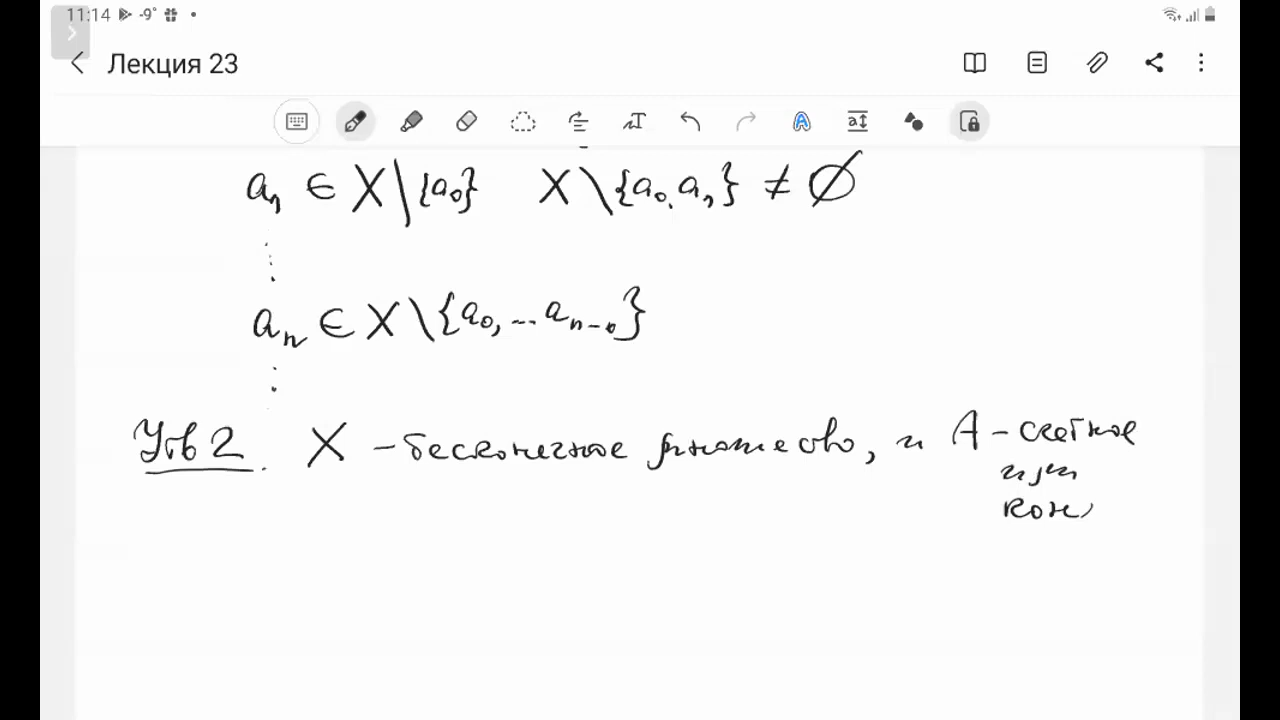 11:14 -9°
Лекция 23
a₁ ∈ X\{a₀} X\{a₀, a₁} ≠ ∅
aₙ ∈ X\{a₀, ... aₙ₋₁}
Утв 2. X - бесконечное множество, и A - счетное
или
кон,